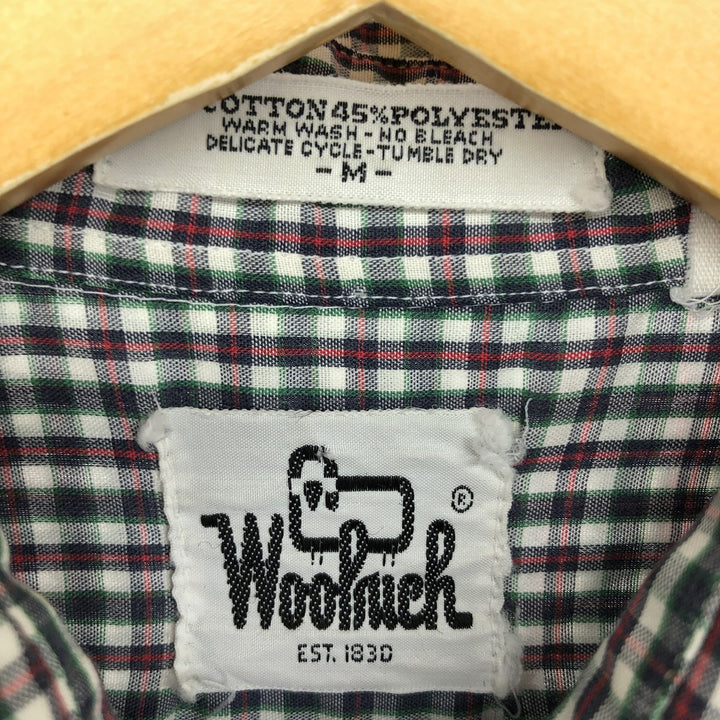 COTTON 45% POLYESTER
WARM WASH - NO BLEACH
DELICATE CYCLE - TUMBLE DRY
- M -
®
Woolrich
EST. 1830